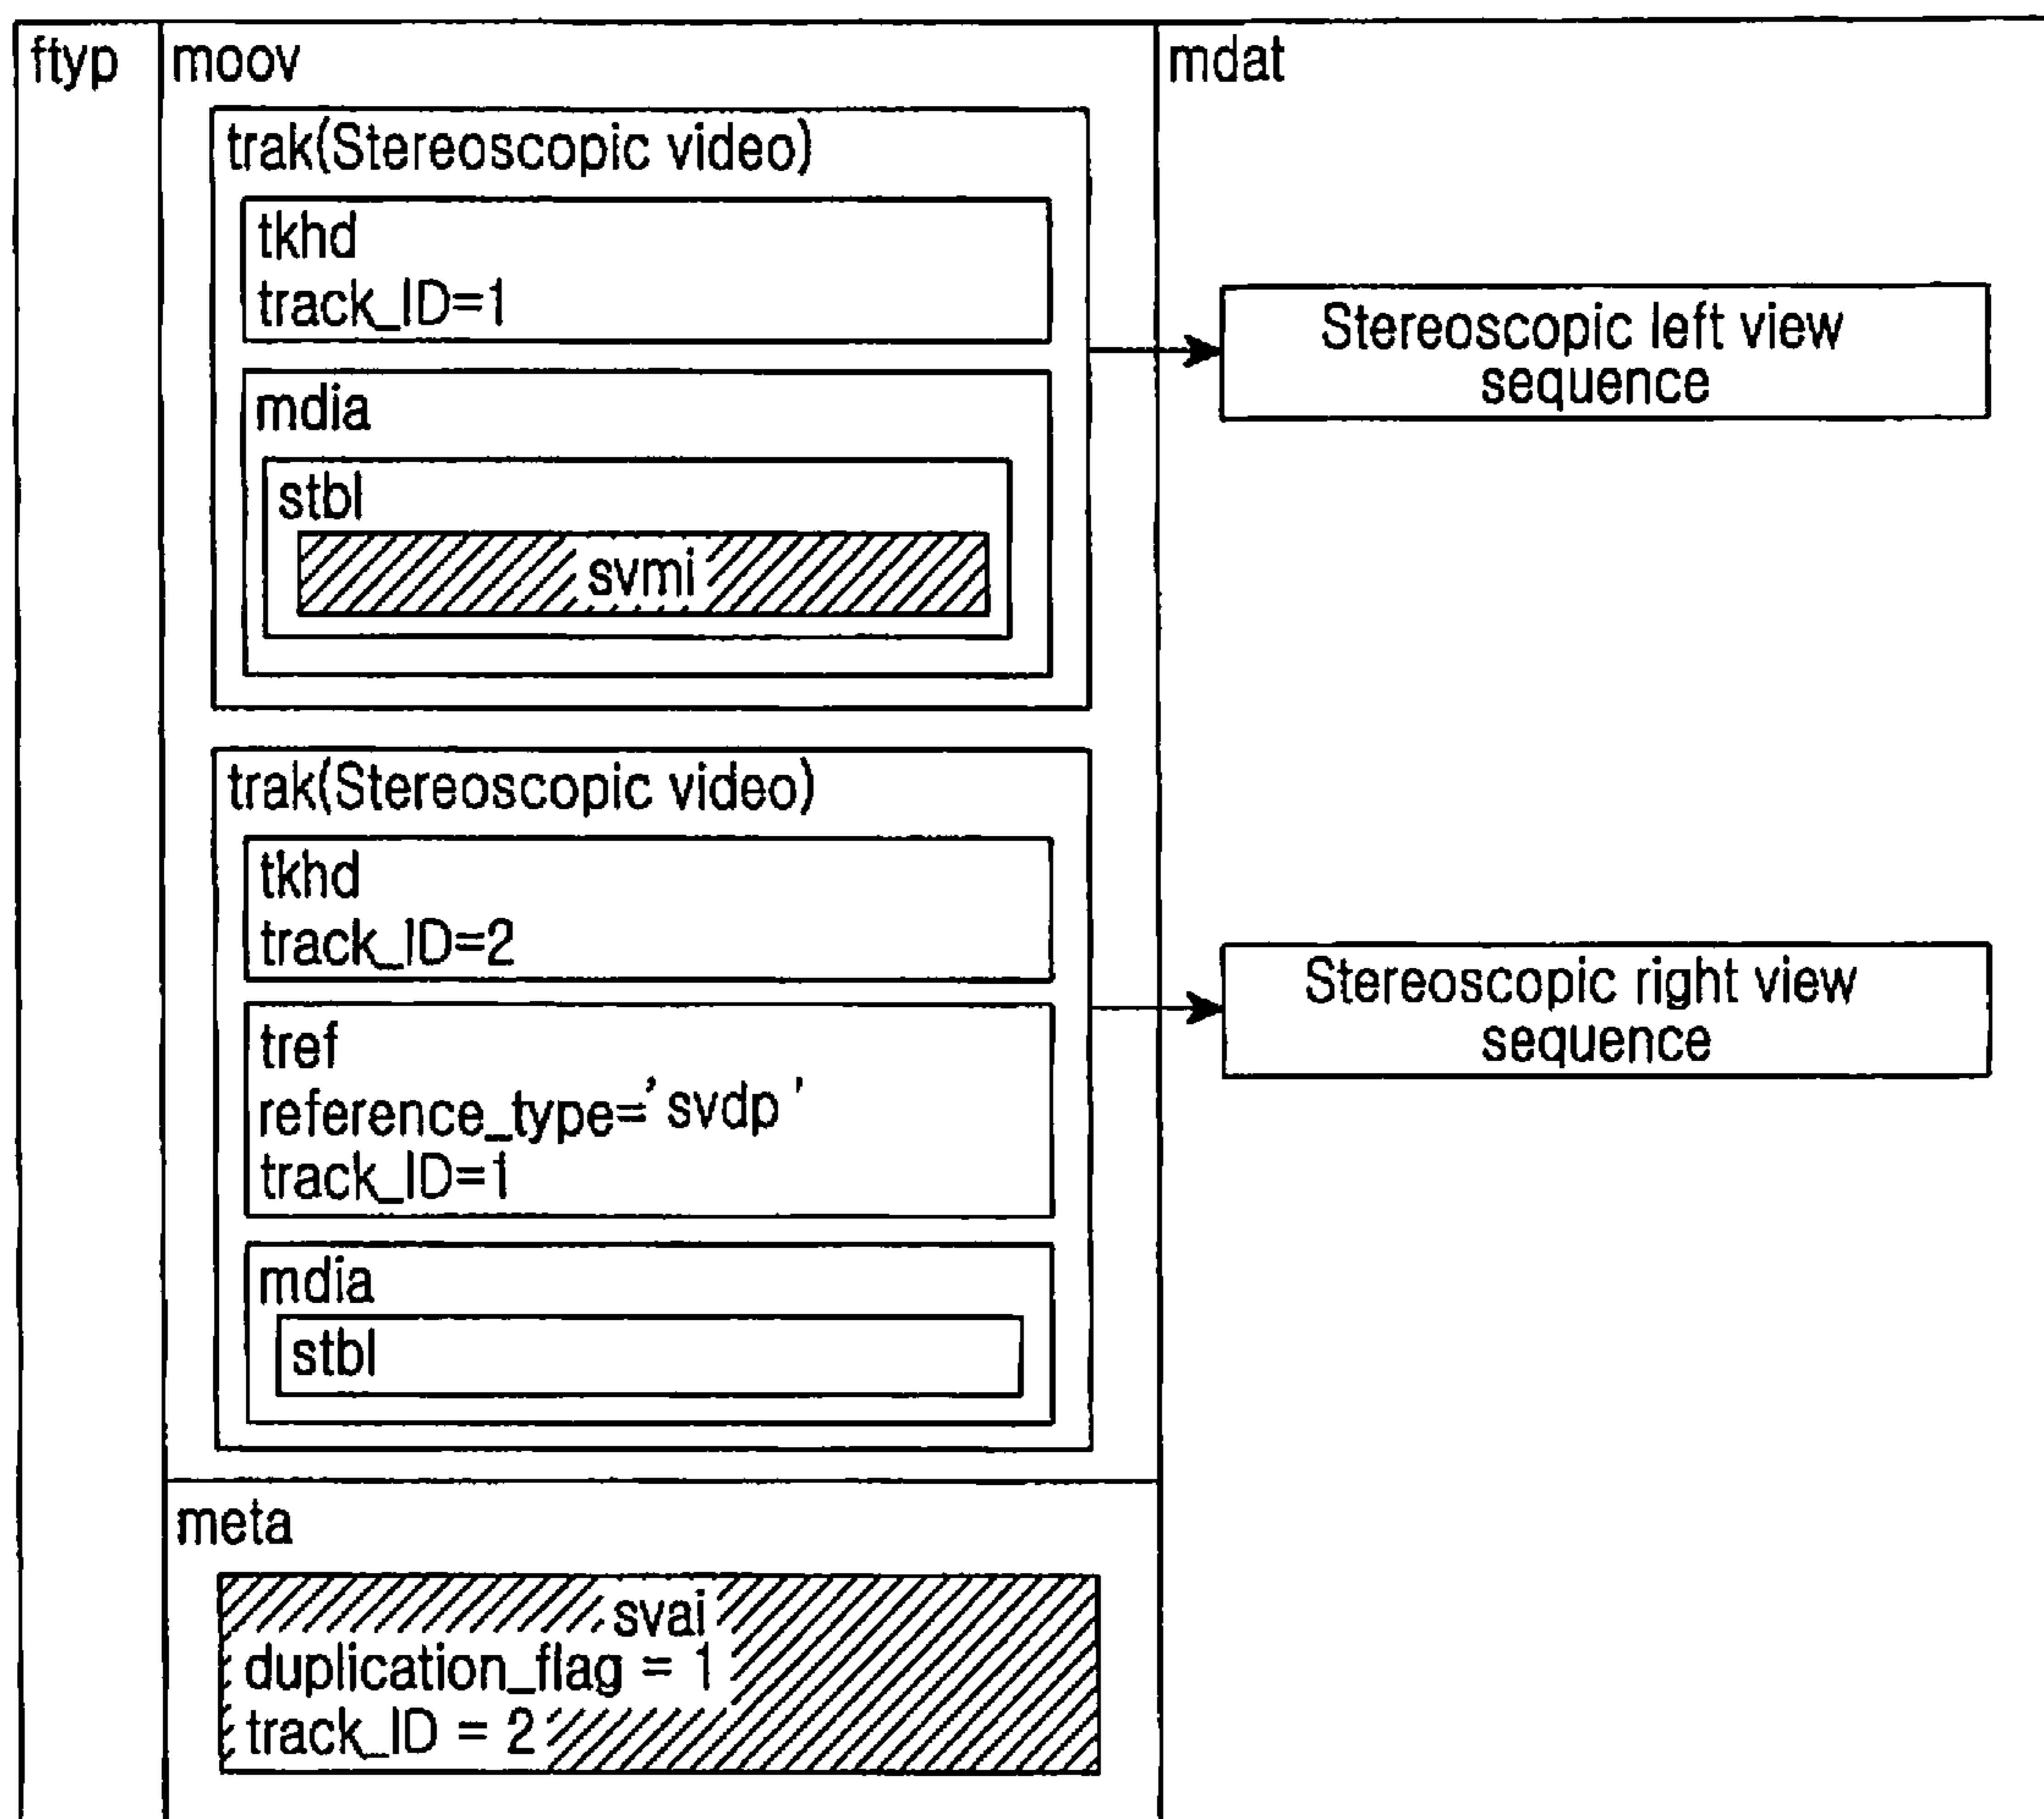 ftyp
moov
trak(Stereoscopic video)
tkhd
track_ID=1
mdia
stbl
svmi
trak(Stereoscopic video)
tkhd
track_ID=2
tref
reference_type='svdp'
track_ID=1
mdia
stbl
meta
svai
duplication_flag = 1
track_ID = 2
mdat
Stereoscopic left view
sequence
Stereoscopic right view
sequence